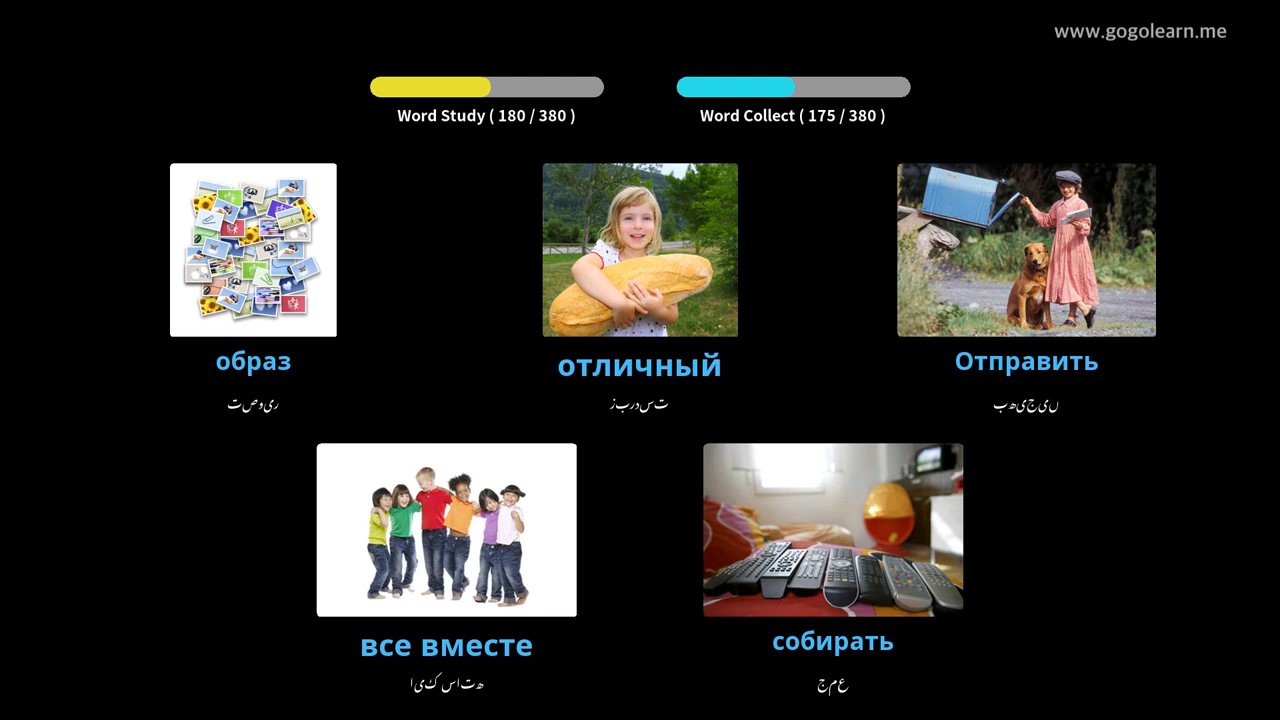 www.gogolearn.me
Word Study ( 180 / 380 )
Word Collect ( 175 / 380 )
образ
تصویر
отличный
زبردست
Отправить
بھیجیں
все вместе
ایک ساتھ
собирать
جمع